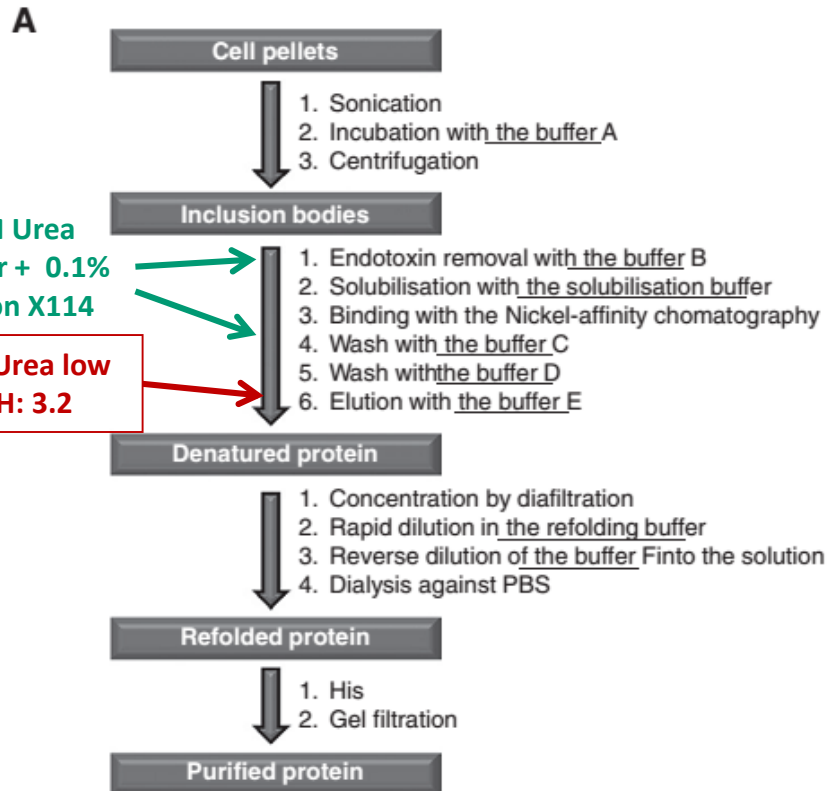 A
Cell pellets
1. Sonication
2. Incubation with the buffer A
3. Centrifugation
Inclusion bodies
Urea
+ 0.1%
X114
Urea low
: 3.2
1. Endotoxin removal with the buffer B
2. Solubilisation with the solubilisation buffer
3. Binding with the Nickel-affinity chomatography
4. Wash with the buffer C
5. Wash withthe buffer D
6. Elution with the buffer E
Denatured protein
1. Concentration by diafiltration
2. Rapid dilution in the refolding buffer
3. Reverse dilution of the buffer Finto the solution
4. Dialysis against PBS
Refolded protein
1. His
2. Gel filtration
Purified protein